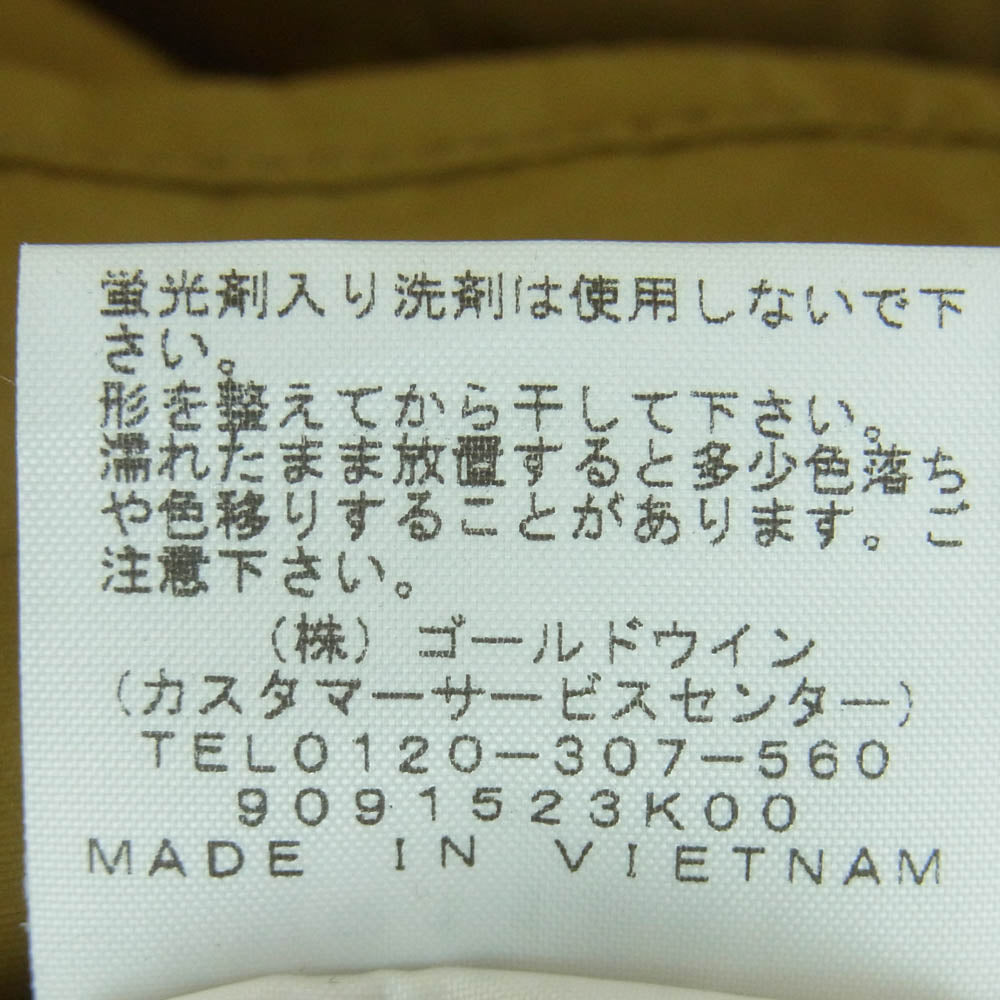 蛍光剤入り洗剤は使用しないで下
さい。
形を整えてから干して下さい。
濡れたまま放置すると多少色落ち
や色移りすることがあります。ご
注意下さい。
(株) ゴールドウイン
(カスタマーサービスセンター)
TEL0120-307-560
9091523K00
MADE IN VIETNAM